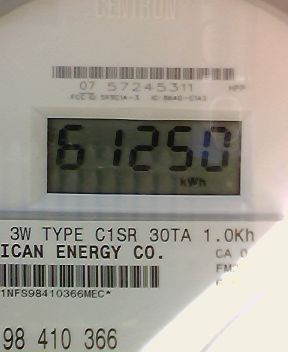 CENTRON
07 57245311
HPP
61250
kWh
3W TYPE C1SR 30TA 1.0Kh
ICAN ENERGY CO.
CA 0
1NFS98410366MEC*
98 410 366